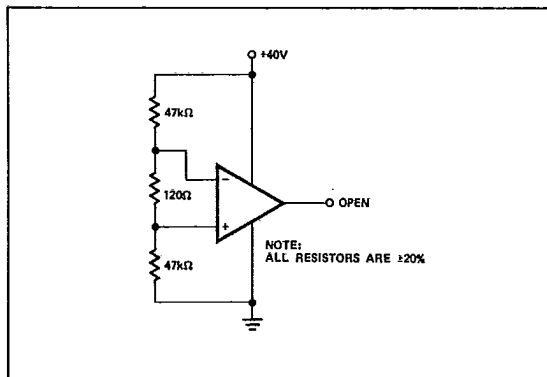 +40V
47kΩ
−
120Ω
OPEN
+
NOTE:
ALL RESISTORS ARE ±20%
47kΩ